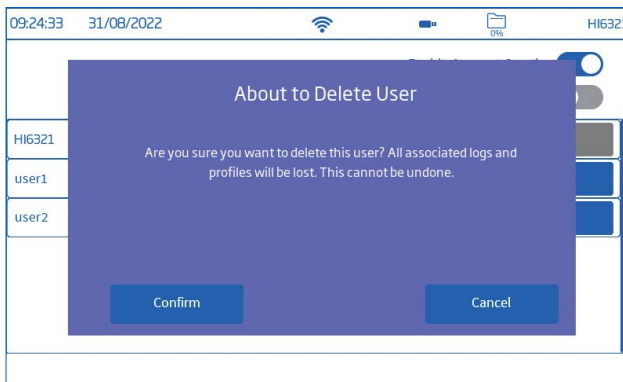 09:24:33 31/08/2022 0% HI632
About to Delete User
HI6321
Are you sure you want to delete this user? All associated logs and
user1
profiles will be lost. This cannot be undone.
user2
Confirm Cancel